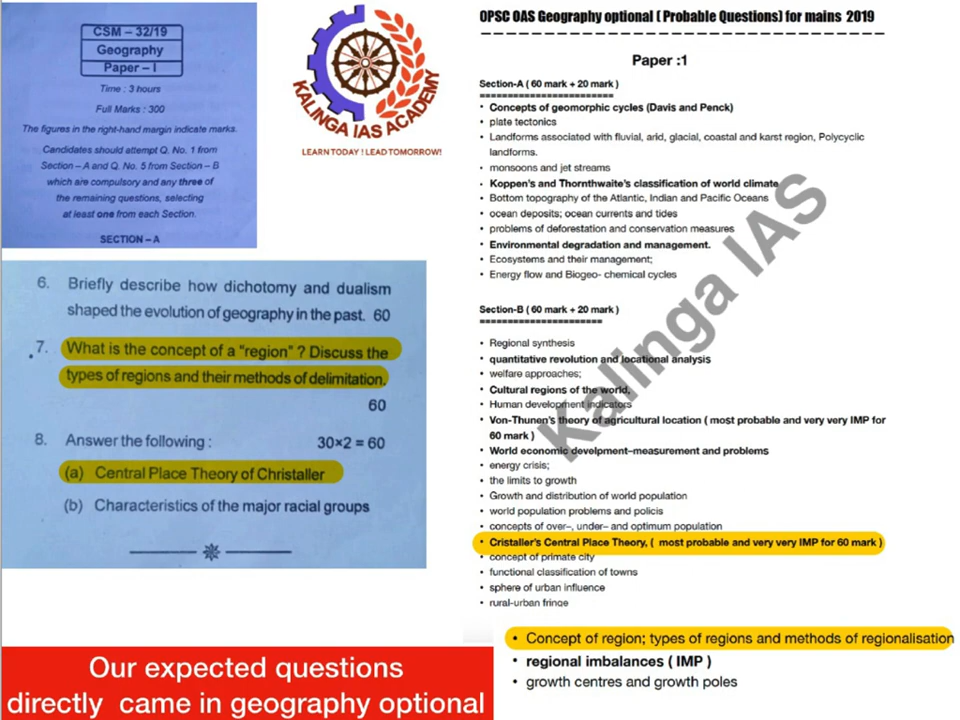 CSM – 32/19
Geography
Paper – I
Time : 3 hours
Full Marks : 300
The figures in the right-hand margin indicate marks.
Candidates should attempt Q. No. 1 from
Section – A and Q. No. 5 from Section – B
which are compulsory and any three of
the remaining questions, selecting
at least one from each Section.
SECTION – A
KALINGA IAS ACADEMY
LEARN TODAY ! LEAD TOMORROW!
6. Briefly describe how dichotomy and dualism
shaped the evolution of geography in the past. 60
7. What is the concept of a "region" ? Discuss the
types of regions and their methods of delimitation.
60
8. Answer the following : 30×2 = 60
(a) Central Place Theory of Christaller
(b) Characteristics of the major racial groups
Our expected questions
directly came in geography optional
OPSC OAS Geography optional ( Probable Questions) for mains 2019
Paper :1
Section-A ( 60 mark + 20 mark )
• Concepts of geomorphic cycles (Davis and Penck)
• plate tectonics
• Landforms associated with fluvial, arid, glacial, coastal and karst region, Polycyclic
landforms.
• monsoons and jet streams
• Koppen's and Thornthwaite's classification of world climate
• Bottom topography of the Atlantic, Indian and Pacific Oceans
• ocean deposits; ocean currents and tides
• problems of deforestation and conservation measures
• Environmental degradation and management.
• Ecosystems and their management;
• Energy flow and Biogeo- chemical cycles
Section-B ( 60 mark + 20 mark )
• Regional synthesis
• quantitative revolution and locational analysis
• welfare approaches;
• Cultural regions of the world.
• Human development indicators
• Von-Thunen's theory of agricultural location ( most probable and very very IMP for
60 mark )
• World economic develpment–measurement and problems
• energy crisis;
• the limits to growth
• Growth and distribution of world population
• world population problems and policis
• concepts of over–, under– and optimum population
• Cristaller's Central Place Theory, ( most probable and very very IMP for 60 mark )
• concept of primate city
• functional classification of towns
• sphere of urban influence
• rural-urban fringe
• Concept of region; types of regions and methods of regionalisation
• regional imbalances ( IMP )
• growth centres and growth poles
Kalinga IAS